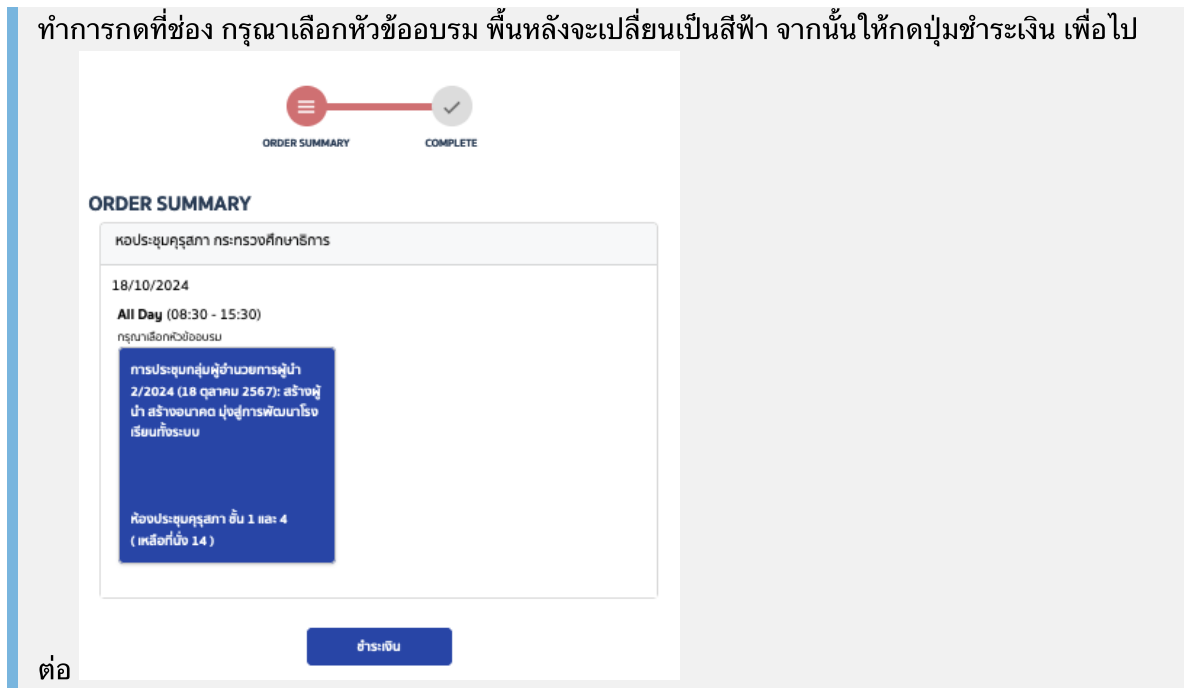 ทำการกดที่ช่อง กรุณาเลือกหัวข้ออบรม พื้นหลังจะเปลี่ยนเป็นสีฟ้า จากนั้นให้กดปุ่มชำระเงิน เพื่อไป
ORDER SUMMARY
COMPLETE
ORDER SUMMARY
หอประชุมคุรุสภา กระทรวงศึกษาธิการ
18/10/2024
All Day (08:30 - 15:30)
กรุณาเลือกหัวข้ออบรม
การประชุมกลุ่มผู้อำนวยการผู้นำ
2/2024 (18 ตุลาคม 2567): สร้างผู้
นำ สร้างอนาคต มุ่งสู่การพัฒนาโรง
เรียนทั้งระบบ
ห้องประชุมคุรุสภา ชั้น 1 และ 4
( เหลือที่นั่ง 14 )
ชำระเงิน
ต่อ